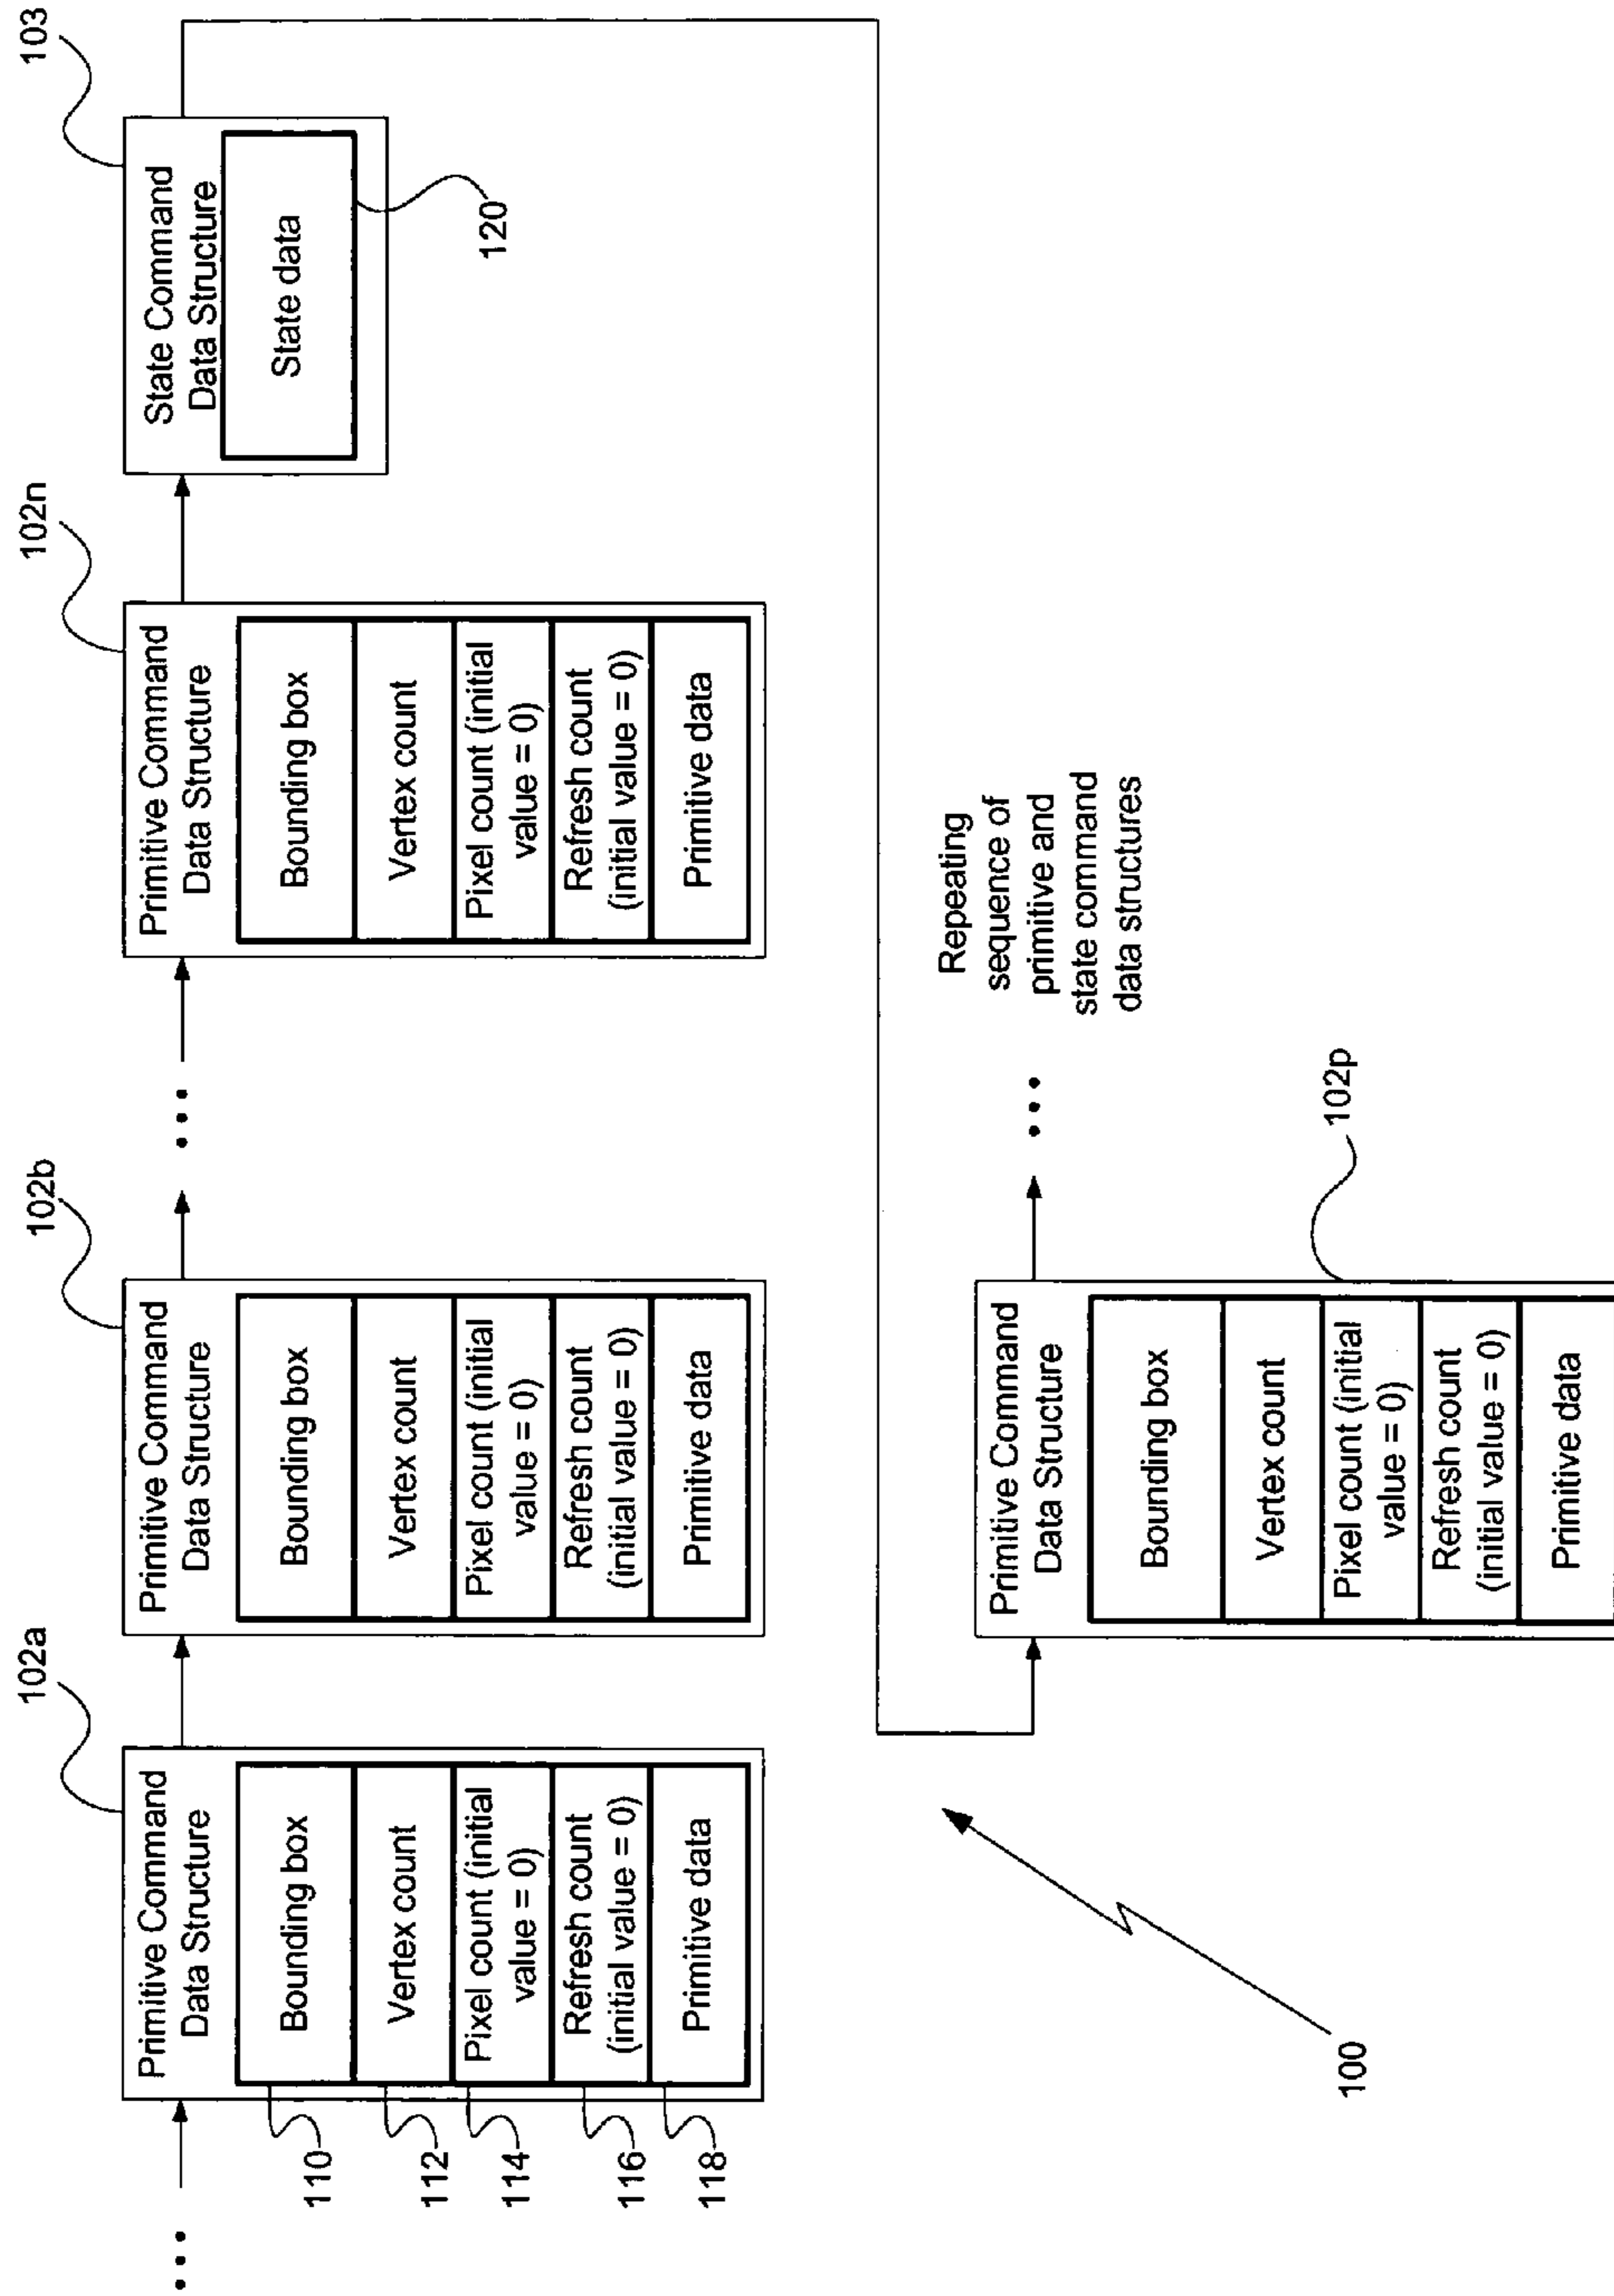 102a
102b
102n
103
Primitive Command
Data Structure
Bounding box
Vertex count
Pixel count (initial
value = 0)
Refresh count
(initial value = 0)
Primitive data
110
112
114
116
118
Primitive Command
Data Structure
Bounding box
Vertex count
Pixel count (initial
value = 0)
Refresh count
(initial value = 0)
Primitive data
Primitive Command
Data Structure
Bounding box
Vertex count
Pixel count (initial
value = 0)
Refresh count
(initial value = 0)
Primitive data
State Command
Data Structure
State data
120
Primitive Command
Data Structure
Bounding box
Vertex count
Pixel count (initial
value = 0)
Refresh count
(initial value = 0)
Primitive data
102p
Repeating
sequence of
primitive and
state command
data structures
100